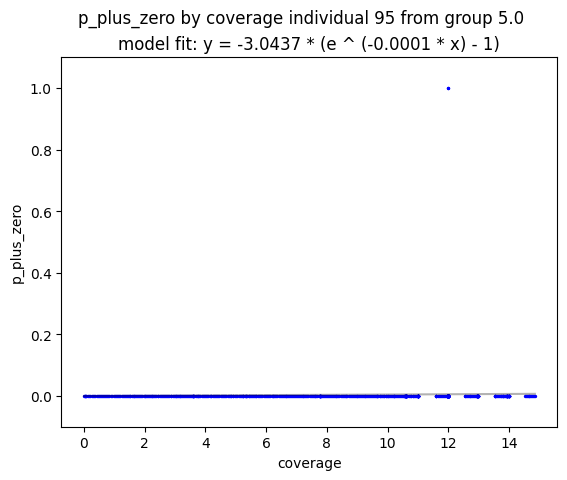 p_plus_zero by coverage individual 95 from group 5.0
model fit: y = -3.0437 * (e ^ (-0.0001 * x) - 1)
1.0
0.8
0.6
0.4
0.2
0.0
p_plus_zero
0 2 4 6 8 10 12 14
coverage